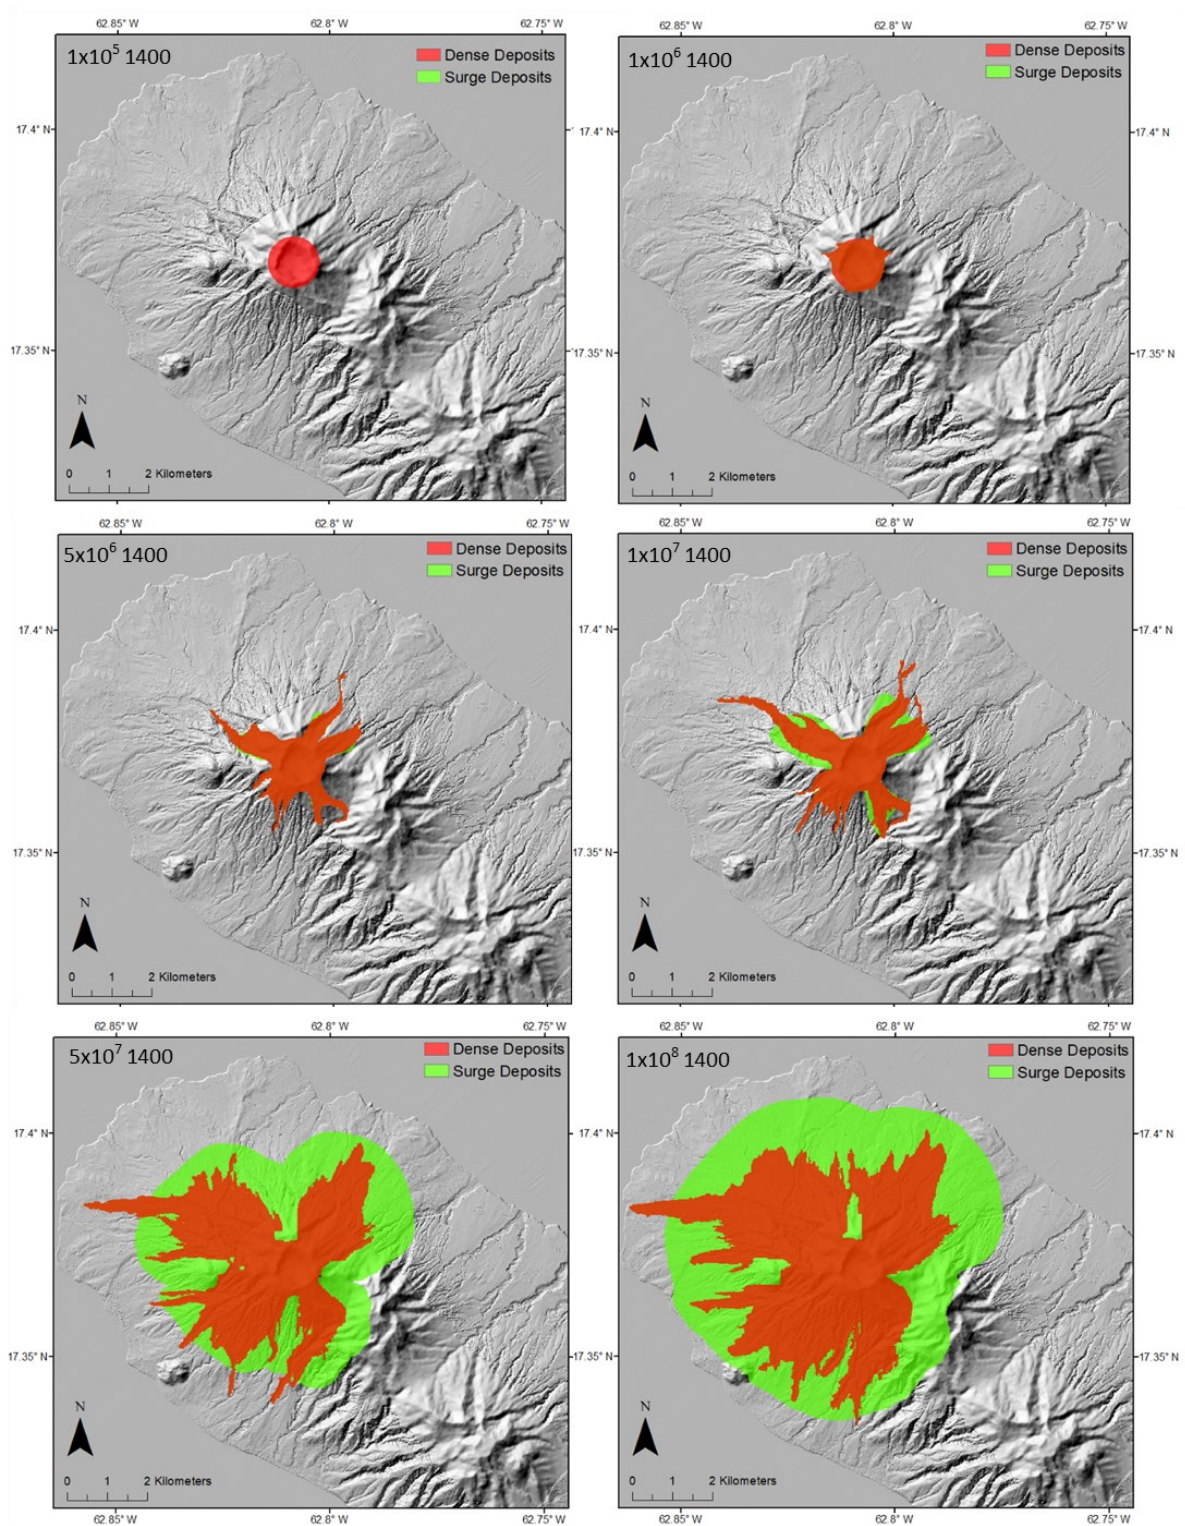 62.85° W 62.8° W 62.75° W 62.85° W 62.8° W 62.75° W
1x10⁵ 1400
Dense Deposits
Surge Deposits
17.4° N
17.35° N
N
0 1 2 Kilometers
1x10⁶ 1400
Dense Deposits
Surge Deposits
17.4° N 17.4° N
17.35° N 17.35° N
N
0 1 2 Kilometers
62.85° W 62.8° W 62.75° W 62.85° W 62.8° W 62.75° W
5x10⁶ 1400
Dense Deposits
Surge Deposits
17.4° N
17.35° N
N
0 1 2 Kilometers
1x10⁷ 1400
Dense Deposits
Surge Deposits
17.4° N 17.4° N
17.35° N 17.35° N
N
0 1 2 Kilometers
62.85° W 62.8° W 62.75° W 62.85° W 62.8° W 62.75° W
5x10⁷ 1400
Dense Deposits
Surge Deposits
17.4° N
17.35° N
N
0 1 2 Kilometers
1x10⁸ 1400
Dense Deposits
Surge Deposits
17.4° N 17.4° N
17.35° N 17.35° N
N
0 1 2 Kilometers
62.85° W 62.8° W 62.75° W 62.85° W 62.8° W 62.75° W